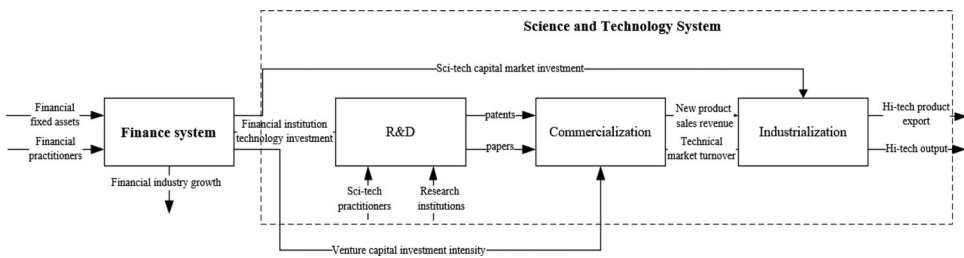 Science and Technology System
Sci-tech capital market investment
Financial
fixed assets
Financial
practitioners
Finance system
Financial institution
technology investment
R&D
patents
papers
Commercialization
New product
sales revenue
Technical
market turnover
Industrialization
Hi-tech product
export
Hi-tech output
Financial industry growth
Sci-tech
practitioners
Research
institutions
Venture capital investment intensity